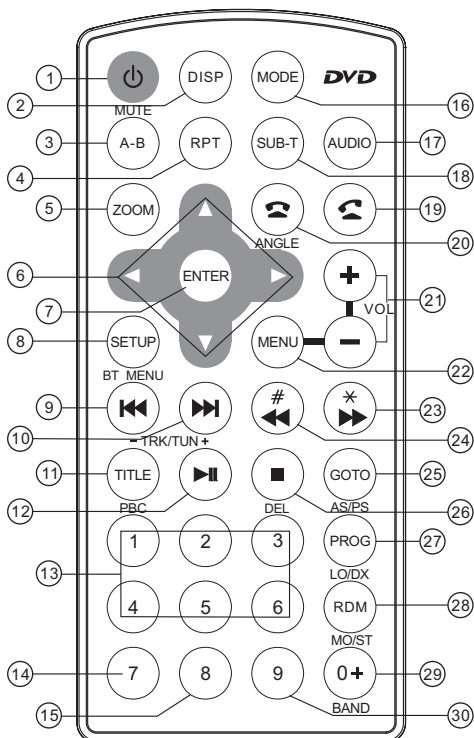 1 DISP MODE DVD
2 MUTE 16
3 A-B RPT SUB-T AUDIO 17
4 18
5 ZOOM 19
ANGLE 20
6 ENTER + 21
7 VOL
8 SETUP MENU − 22
BT MENU
9 # * 23
10 − TRK/TUN + 24
11 TITLE GOTO 25
12 PBC DEL AS/PS 26
1 2 3 PROG 27
13 LO/DX
4 5 6 RDM 28
MO/ST
14 7 8 9 0+ 29
15 BAND 30